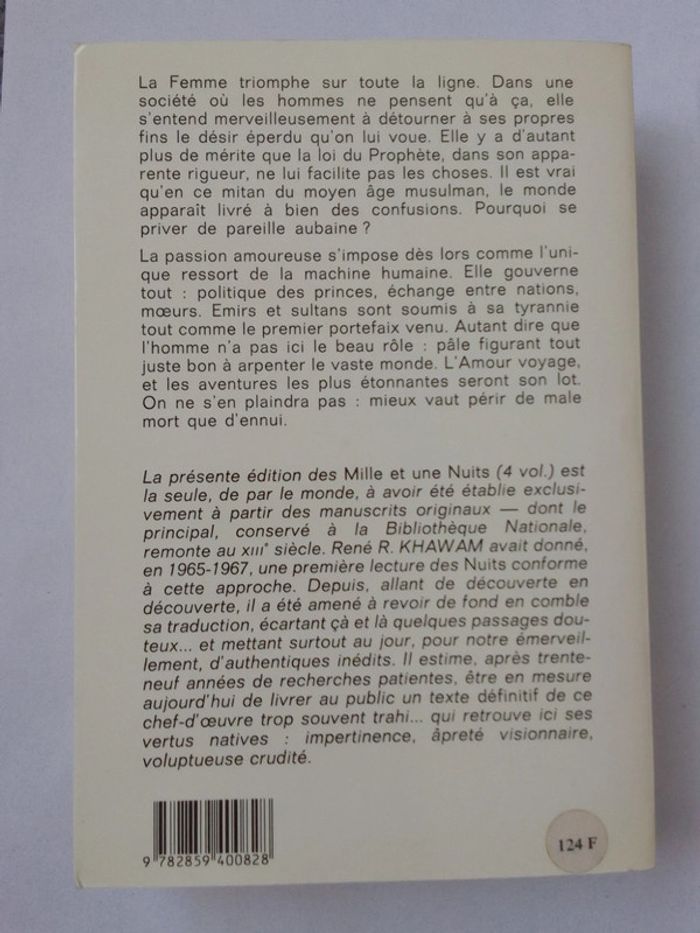 La Femme triomphe sur toute la ligne. Dans une
société où les hommes ne pensent qu'à ça, elle
s'entend merveilleusement à détourner à ses propres
fins le désir éperdu qu'on lui voue. Elle y a d'autant
plus de mérite que la loi du Prophète, dans son appa-
rente rigueur, ne lui facilite pas les choses. Il est vrai
qu'en ce mitan du moyen âge musulman, le monde
apparaît livré à bien des confusions. Pourquoi se
priver de pareille aubaine ?
La passion amoureuse s'impose dès lors comme l'uni-
que ressort de la machine humaine. Elle gouverne
tout : politique des princes, échange entre nations,
mœurs. Emirs et sultans sont soumis à sa tyrannie
tout comme le premier portefaix venu. Autant dire que
l'homme n'a pas ici le beau rôle : pâle figurant tout
juste bon à arpenter le vaste monde. L'Amour voyage,
et les aventures les plus étonnantes seront son lot.
On ne s'en plaindra pas : mieux vaut périr de male
mort que d'ennui.
La présente édition des Mille et une Nuits (4 vol.) est
la seule, de par le monde, à avoir été établie exclusi-
vement à partir des manuscrits originaux — dont le
principal, conservé à la Bibliothèque Nationale,
remonte au XIIIe siècle. René R. KHAWAM avait donné,
en 1965-1967, une première lecture des Nuits conforme
à cette approche. Depuis, allant de découverte en
découverte, il a été amené à revoir de fond en comble
sa traduction, écartant çà et là quelques passages dou-
teux... et mettant surtout au jour, pour notre émerveil-
lement, d'authentiques inédits. Il estime, après trente-
neuf années de recherches patientes, être en mesure
aujourd'hui de livrer au public un texte définitif de ce
chef-d'œuvre trop souvent trahi... qui retrouve ici ses
vertus natives : impertinence, âpreté visionnaire,
voluptueuse crudité.
9 782859 400828
124 F